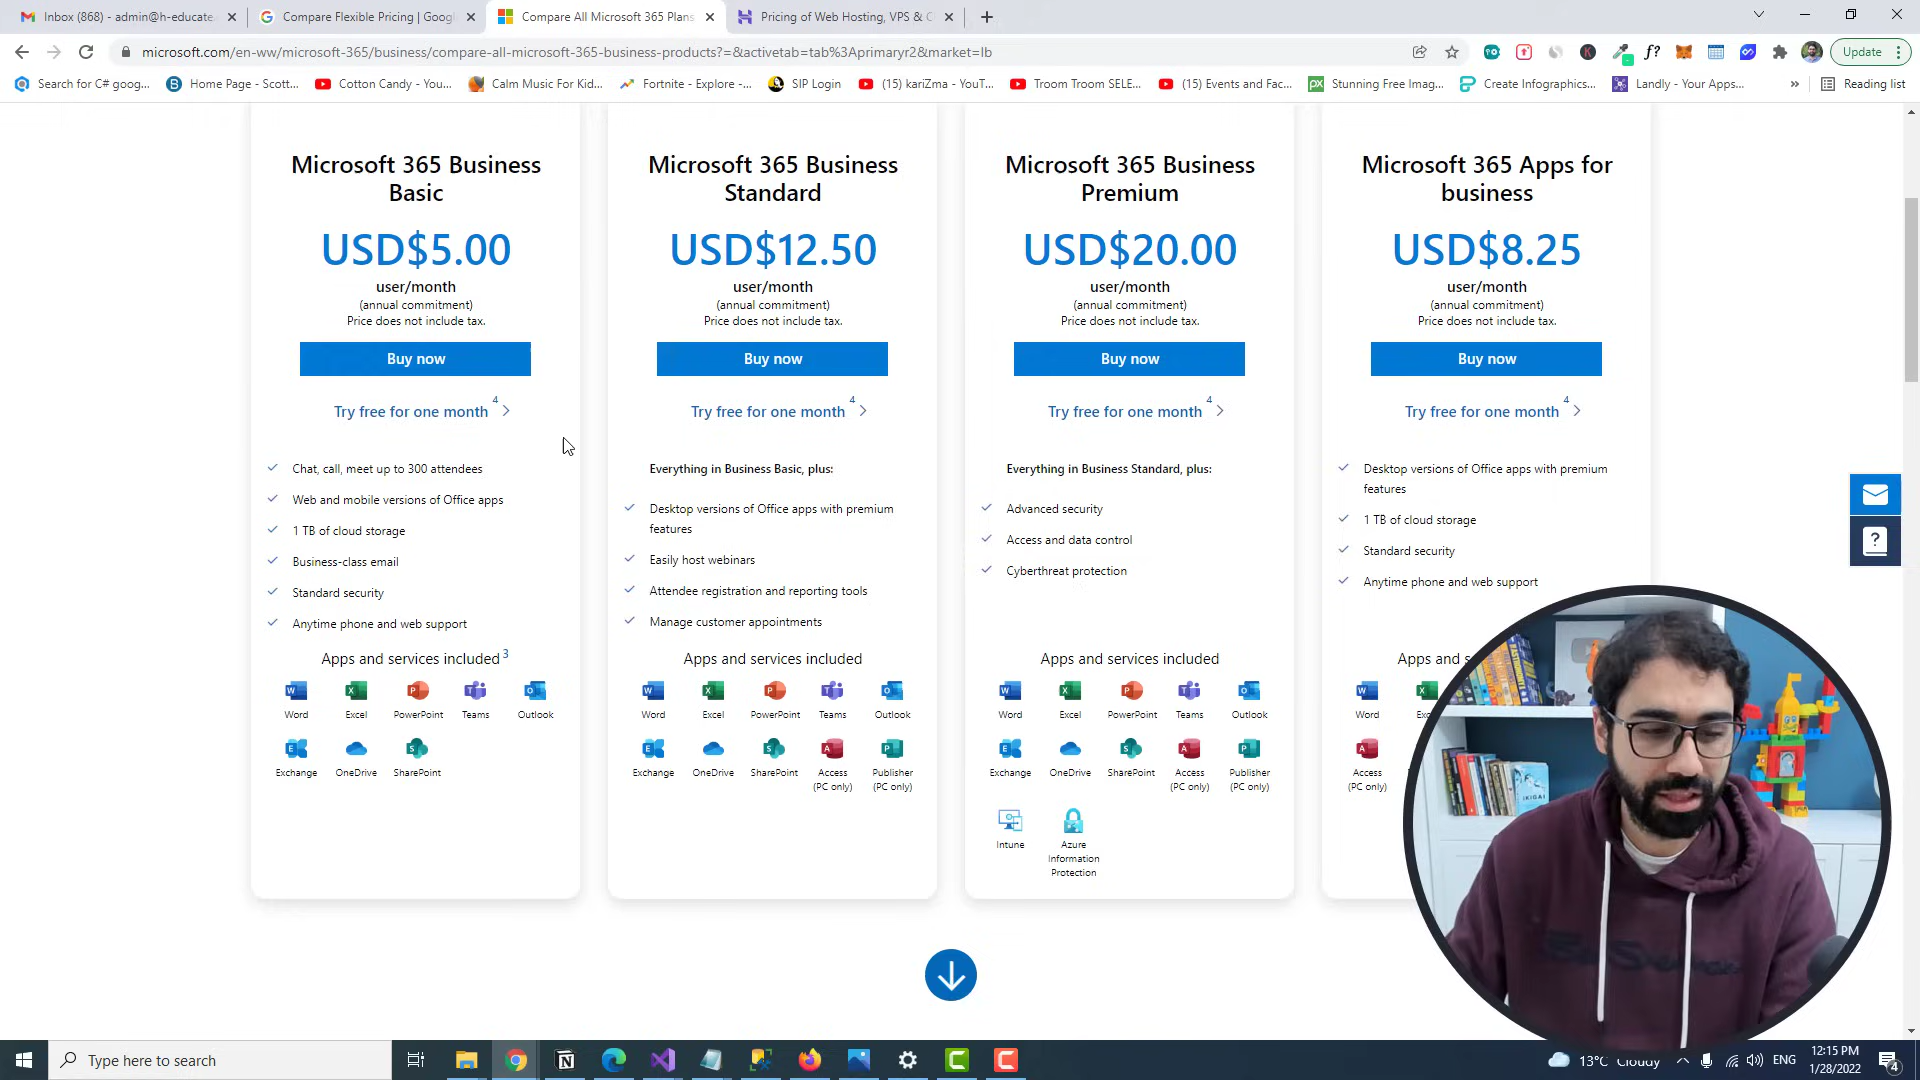 Inbox (868) - admin@h-educate.
Compare Flexible Pricing | Googl
Compare All Microsoft 365 Plans
Pricing of Web Hosting, VPS & C
microsoft.com/en-ww/microsoft-365/business/compare-all-microsoft-365-business-products?=&activetab=tab%3Aprimaryr2&market=lb
Update
Search for C# goog...
Home Page - Scott...
Cotton Candy - You...
Calm Music For Kid...
Fortnite - Explore -...
SIP Login
(15) kariZma - YouT...
Troom Troom SELE...
(15) Events and Fac...
Stunning Free Imag...
Create Infographics...
Landly - Your Apps...
Reading list
Microsoft 365 Business
Basic
USD$5.00
user/month
(annual commitment)
Price does not include tax.
Buy now
Try free for one month 4
Chat, call, meet up to 300 attendees
Web and mobile versions of Office apps
1 TB of cloud storage
Business-class email
Standard security
Anytime phone and web support
Apps and services included 3
Word Excel PowerPoint Teams Outlook
Exchange OneDrive SharePoint
Microsoft 365 Business
Standard
USD$12.50
user/month
(annual commitment)
Price does not include tax.
Buy now
Try free for one month 4
Everything in Business Basic, plus:
Desktop versions of Office apps with premium
features
Easily host webinars
Attendee registration and reporting tools
Manage customer appointments
Apps and services included
Word Excel PowerPoint Teams Outlook
Exchange OneDrive SharePoint Access Publisher
(PC only) (PC only)
Microsoft 365 Business
Premium
USD$20.00
user/month
(annual commitment)
Price does not include tax.
Buy now
Try free for one month 4
Everything in Business Standard, plus:
Advanced security
Access and data control
Cyberthreat protection
Apps and services included
Word Excel PowerPoint Teams Outlook
Exchange OneDrive SharePoint Access Publisher
(PC only) (PC only)
Intune Azure
Information
Protection
Microsoft 365 Apps for
business
USD$8.25
user/month
(annual commitment)
Price does not include tax.
Buy now
Try free for one month 4
Desktop versions of Office apps with premium
features
1 TB of cloud storage
Standard security
Anytime phone and web support
Apps and s
Word Exc
Access
(PC only)
IKIGAI
Type here to search
13°C Cloudy
ENG
12:15 PM
1/28/2022
4